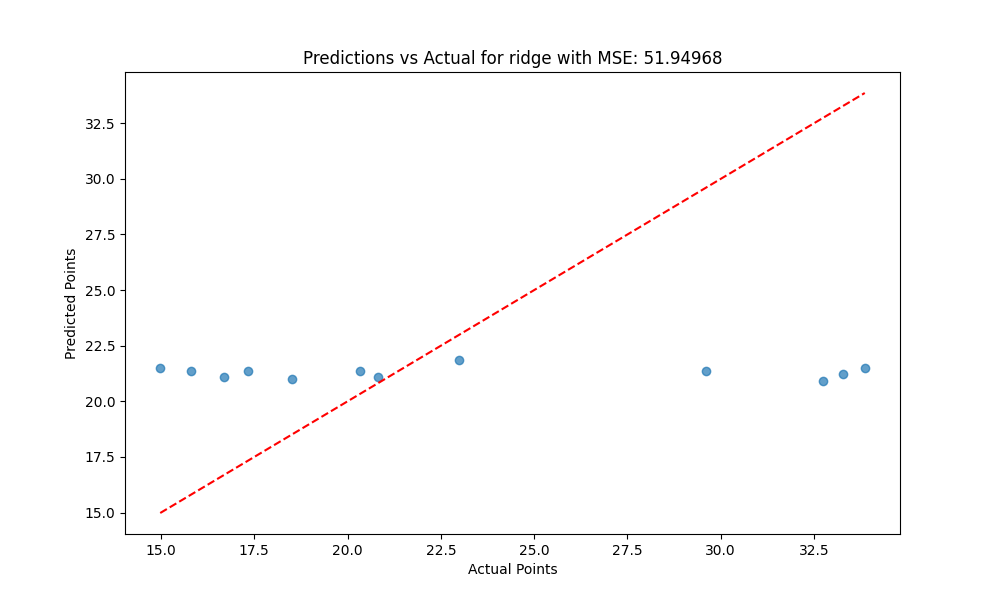 Predictions vs Actual for ridge with MSE: 51.94968
32.5
30.0
27.5
25.0
22.5
20.0
17.5
15.0
Predicted Points
15.0 17.5 20.0 22.5 25.0 27.5 30.0 32.5
Actual Points